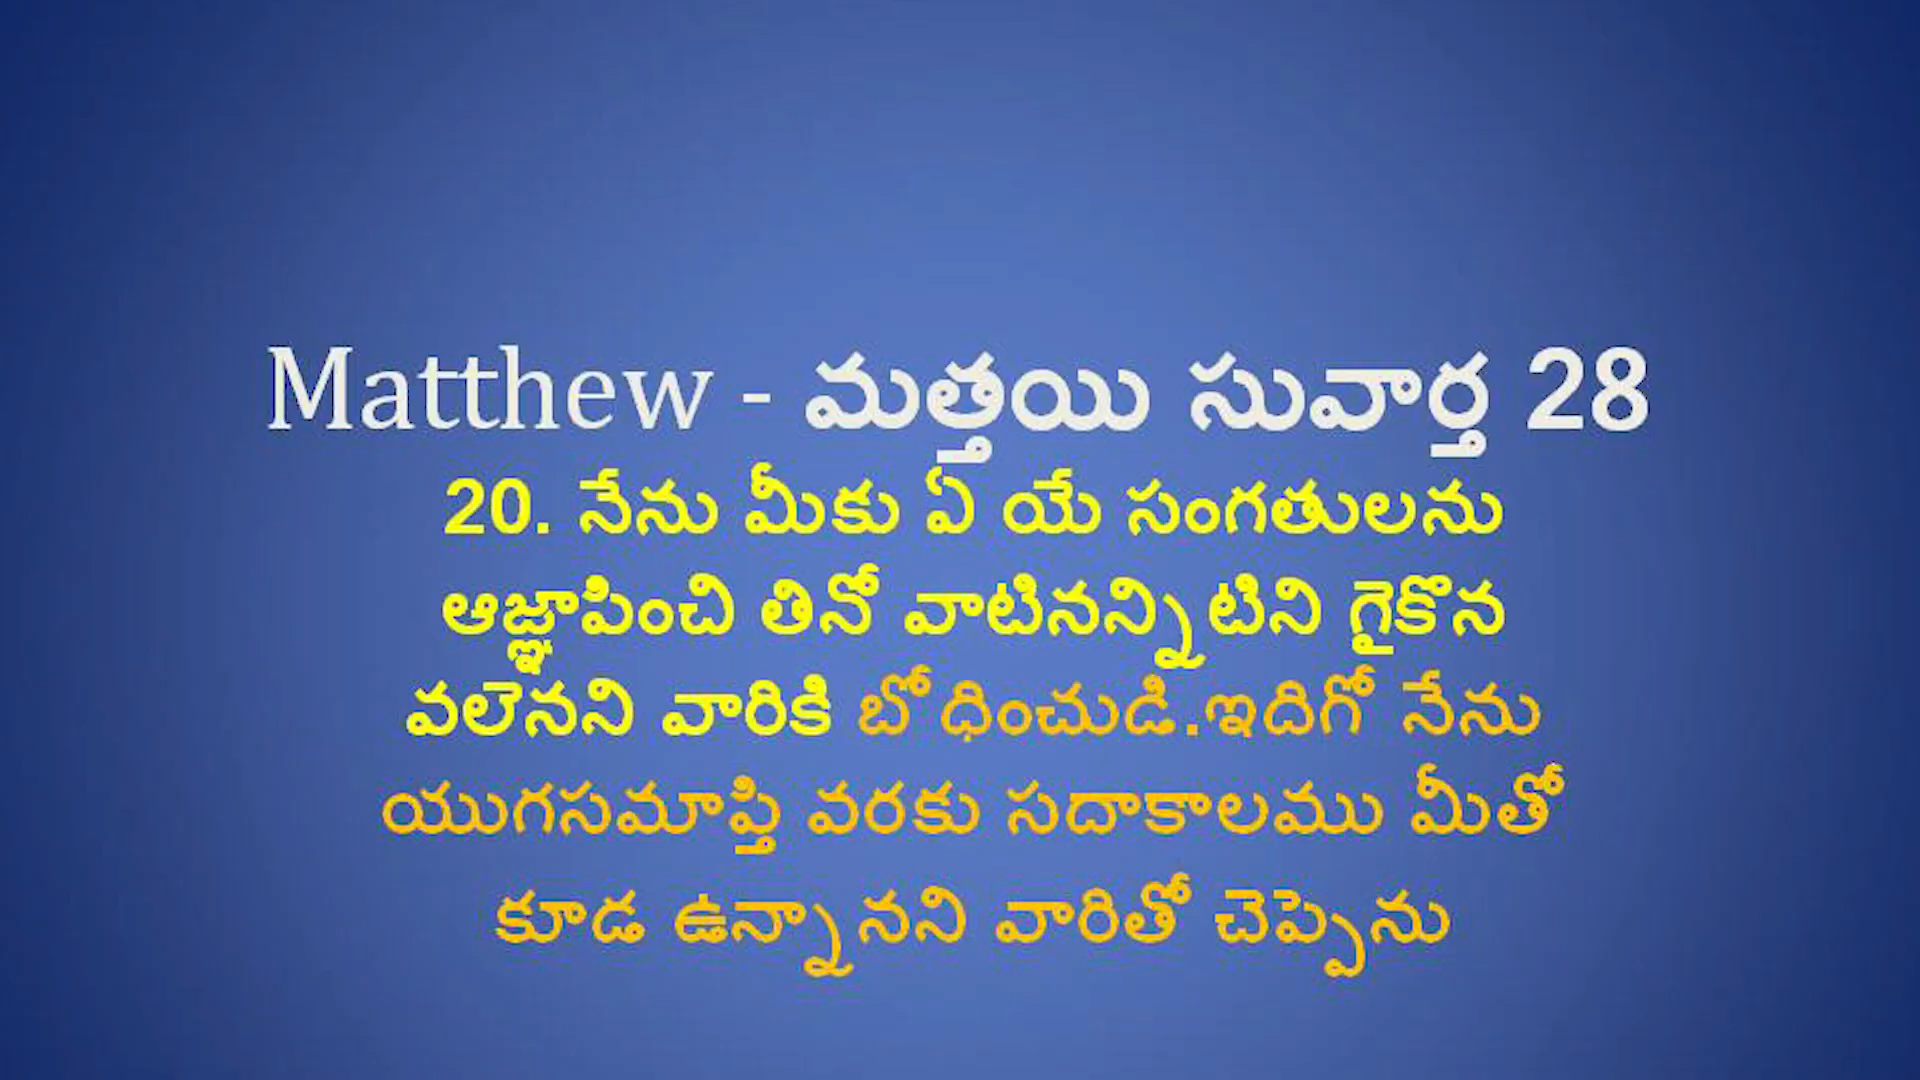 Matthew - మత్తయి సువార్త 28
20. నేను మీకు ఏ యే సంగతులను
ఆజ్ఞాపించి తినో వాటినన్ని టిని గైకొన
వలెనని వారికి బో ధించుడి.ఇదిగో నేను
యుగసమాప్తి వరకు సదాకాలము మీతో
కూడ ఉన్నా నని వారితో చెప్పెను